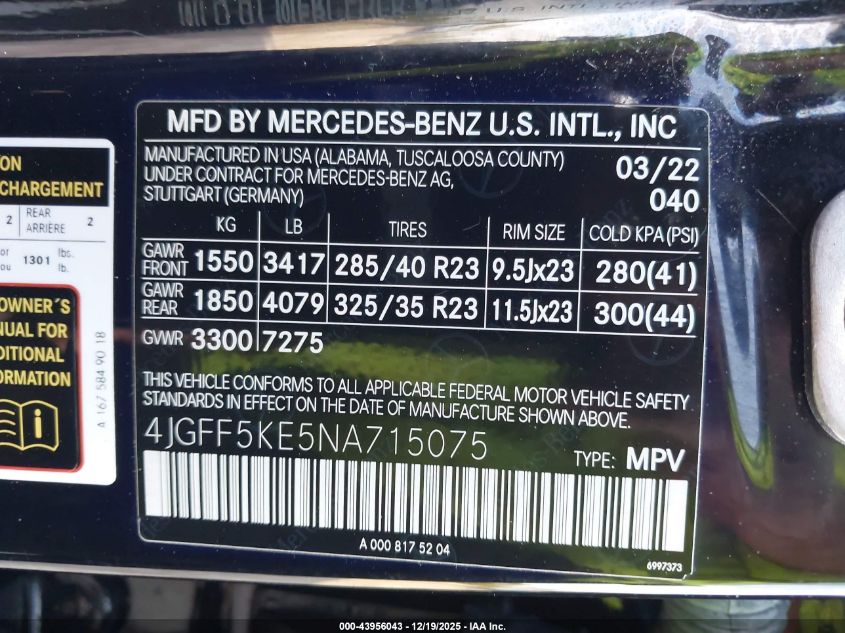 MFD BY MERCEDES-BENZ U.S. INTL., INC
MANUFACTURED IN USA (ALABAMA, TUSCALOOSA COUNTY)
UNDER CONTRACT FOR MERCEDES-BENZ AG,
STUTTGART (GERMANY)
03/22
040
KG LB TIRES RIM SIZE COLD KPA (PSI)
GAWR FRONT 1550 3417 285/40 R23 9.5Jx23 280(41)
GAWR REAR 1850 4079 325/35 R23 11.5Jx23 300(44)
GVWR 3300 7275
THIS VEHICLE CONFORMS TO ALL APPLICABLE FEDERAL MOTOR VEHICLE SAFETY
STANDARDS IN EFFECT ON THE DATE OF MANUFACTURE SHOWN ABOVE.
4JGFF5KE5NA715075
TYPE: MPV
A 000 817 52 04
6997373
CHARGEMENT
2 REAR ARRIÈRE 2
1301 lbs. lb.
OWNER´S
FOR
A 167 584 90 18
000-43956043 - 12/19/2025 - IAA Inc.